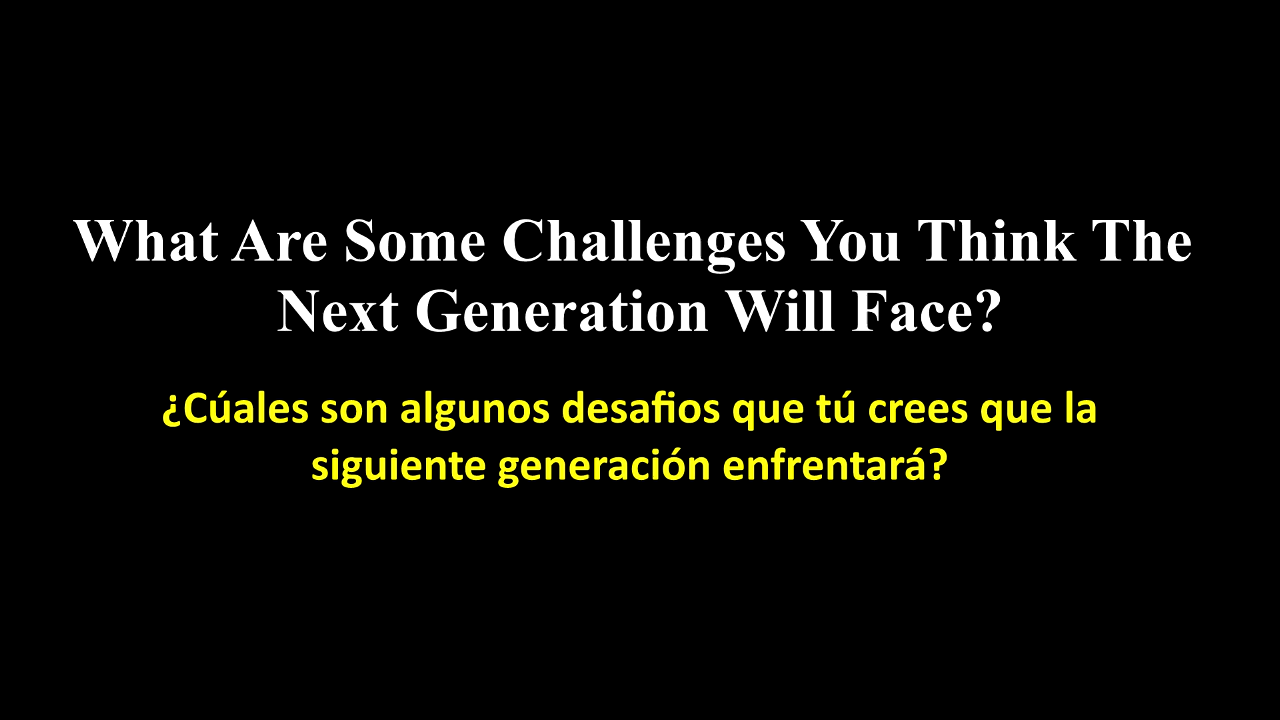 What Are Some Challenges You Think The
Next Generation Will Face?
¿Cúales son algunos desafios que tú crees que la
siguiente generación enfrentará?